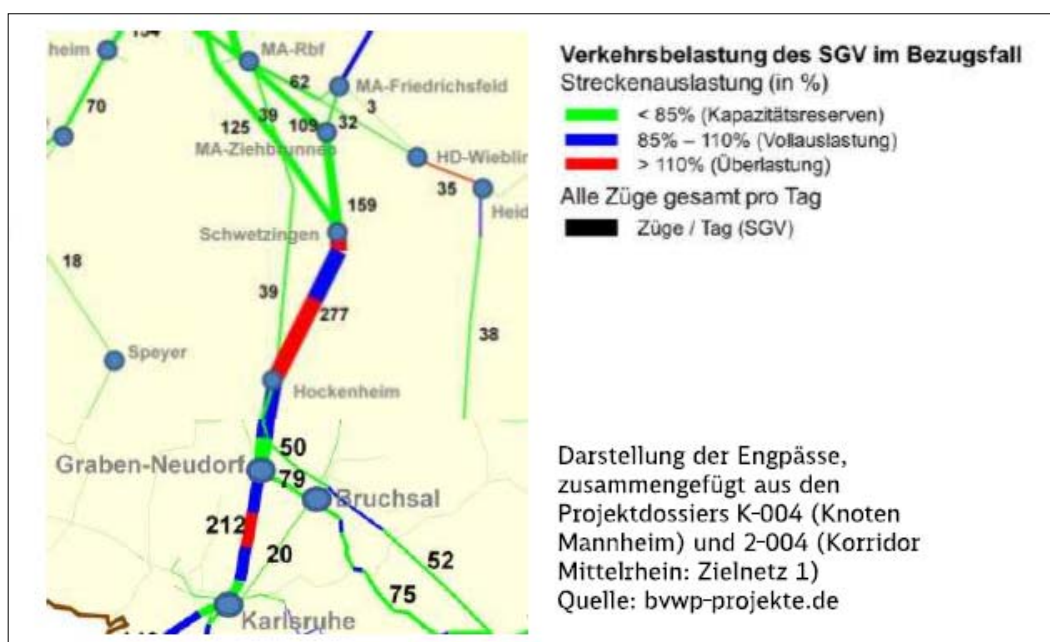 MA-Rbf
heim
62
MA-Friedrichsfeld
70
39
3
125
109
32
MA-Ziehbrunnen
HD-Wieblin
35
159
Heid
Schwetzingen
18
39
277
38
Speyer
Hockenheim
50
Graben-Neudorf
79
Bruchsal
212
20
52
75
Karlsruhe
Verkehrsbelastung des SGV im Bezugsfall
Streckenauslastung (in %)
< 85% (Kapazitätsreserven)
85% – 110% (Vollauslastung)
> 110% (Überlastung)
Alle Züge gesamt pro Tag
Züge / Tag (SGV)
Darstellung der Engpässe,
zusammengefügt aus den
Projektdossiers K-004 (Knoten
Mannheim) und 2-004 (Korridor
Mittelrhein: Zielnetz 1)
Quelle: bvwp-projekte.de